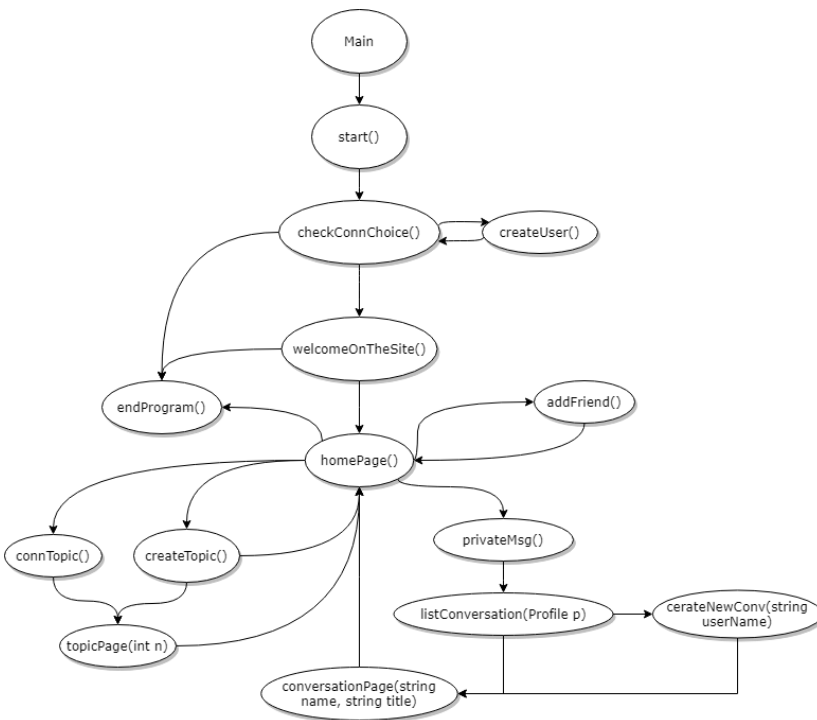 Main
start()
checkConnChoice()
createUser()
welcomeOnTheSite()
endProgram()
addFriend()
homePage()
connTopic()
createTopic()
privateMsg()
topicPage(int n)
listConversation(Profile p)
cerateNewConv(string
userName)
conversationPage(string
name, string title)